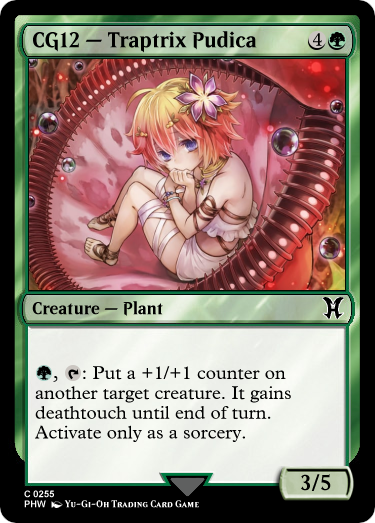 CG12 — Traptrix Pudica 4
Creature — Plant
, : Put a +1/+1 counter on
another target creature. It gains
deathtouch until end of turn.
Activate only as a sorcery.
3/5
C 0255
PHW Yu-Gi-Oh Trading Card Game